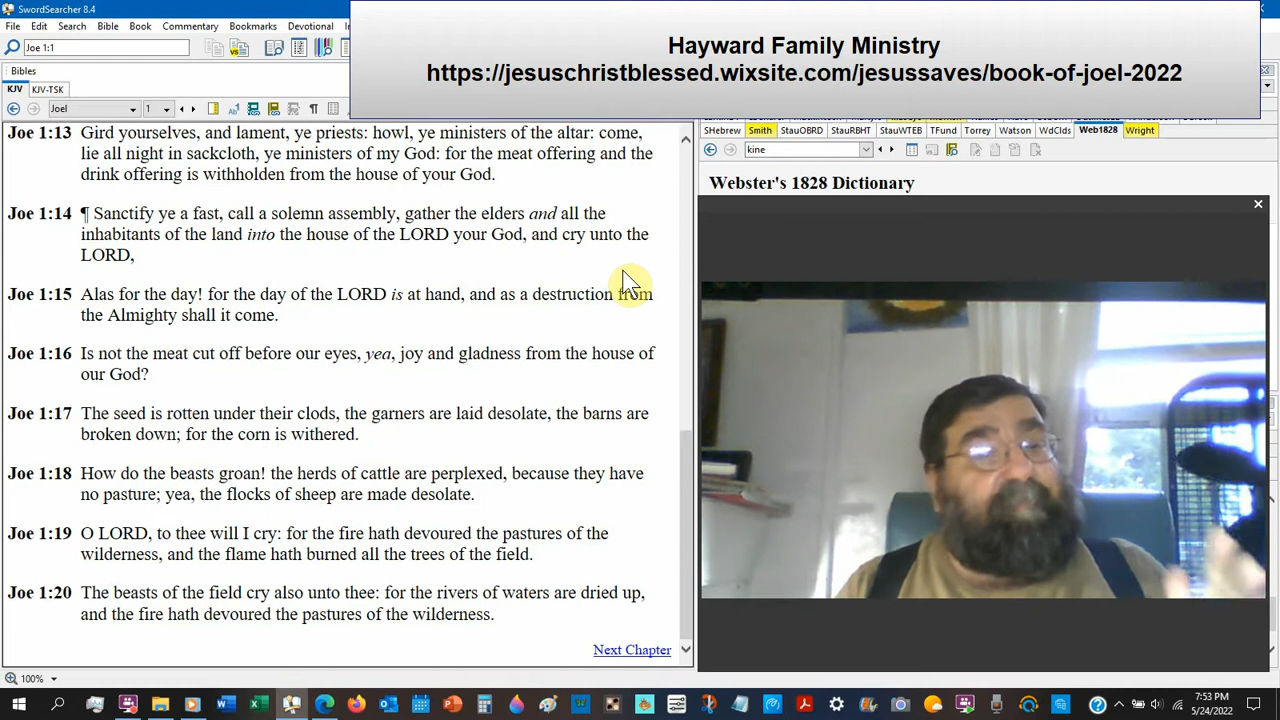 SwordSearcher 8.4
File Edit Search Bible Book Commentary Bookmarks Devotional
Joe 1:1
Hayward Family Ministry
https://jesuschristblessed.wixsite.com/jesussaves/book-of-joel-2022
Bibles
KJV KJV-TSK
Joel 1
SHebrew Smith StauOBRD StauRBHT StauWTEB TFund Torrey Watson WdClds Web1828 Wright
kine
Webster's 1828 Dictionary
Joe 1:13 Gird yourselves, and lament, ye priests: howl, ye ministers of the altar: come,
lie all night in sackcloth, ye ministers of my God: for the meat offering and the
drink offering is withholden from the house of your God.
Joe 1:14 ¶ Sanctify ye a fast, call a solemn assembly, gather the elders and all the
inhabitants of the land into the house of the LORD your God, and cry unto the
LORD,
Joe 1:15 Alas for the day! for the day of the LORD is at hand, and as a destruction from
the Almighty shall it come.
Joe 1:16 Is not the meat cut off before our eyes, yea, joy and gladness from the house of
our God?
Joe 1:17 The seed is rotten under their clods, the garners are laid desolate, the barns are
broken down; for the corn is withered.
Joe 1:18 How do the beasts groan! the herds of cattle are perplexed, because they have
no pasture; yea, the flocks of sheep are made desolate.
Joe 1:19 O LORD, to thee will I cry: for the fire hath devoured the pastures of the
wilderness, and the flame hath burned all the trees of the field.
Joe 1:20 The beasts of the field cry also unto thee: for the rivers of waters are dried up,
and the fire hath devoured the pastures of the wilderness.
Next Chapter
100%
7:53 PM
5/24/2022